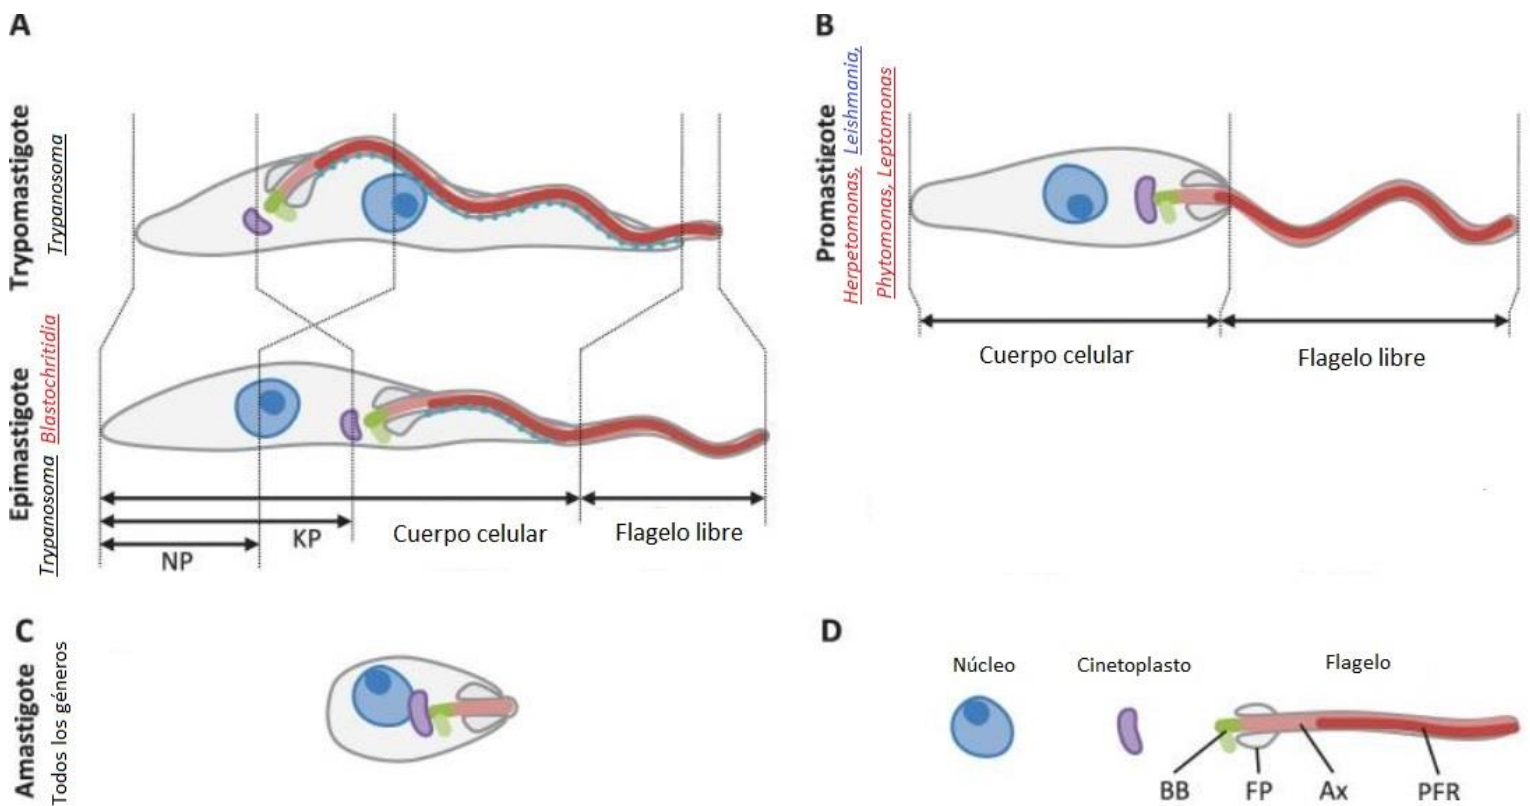 A
Trypomastigote
Trypanosoma
Epimastigote
Trypanosoma Blastochritidia
NP
KP
Cuerpo celular
Flagelo libre
B
Promastigote
Herpetomonas, Leishmania,
Phytomonas, Leptomonas
Cuerpo celular
Flagelo libre
C
Amastigote
Todos los géneros
D
Núcleo
Cinetoplasto
Flagelo
BB
FP
Ax
PFR